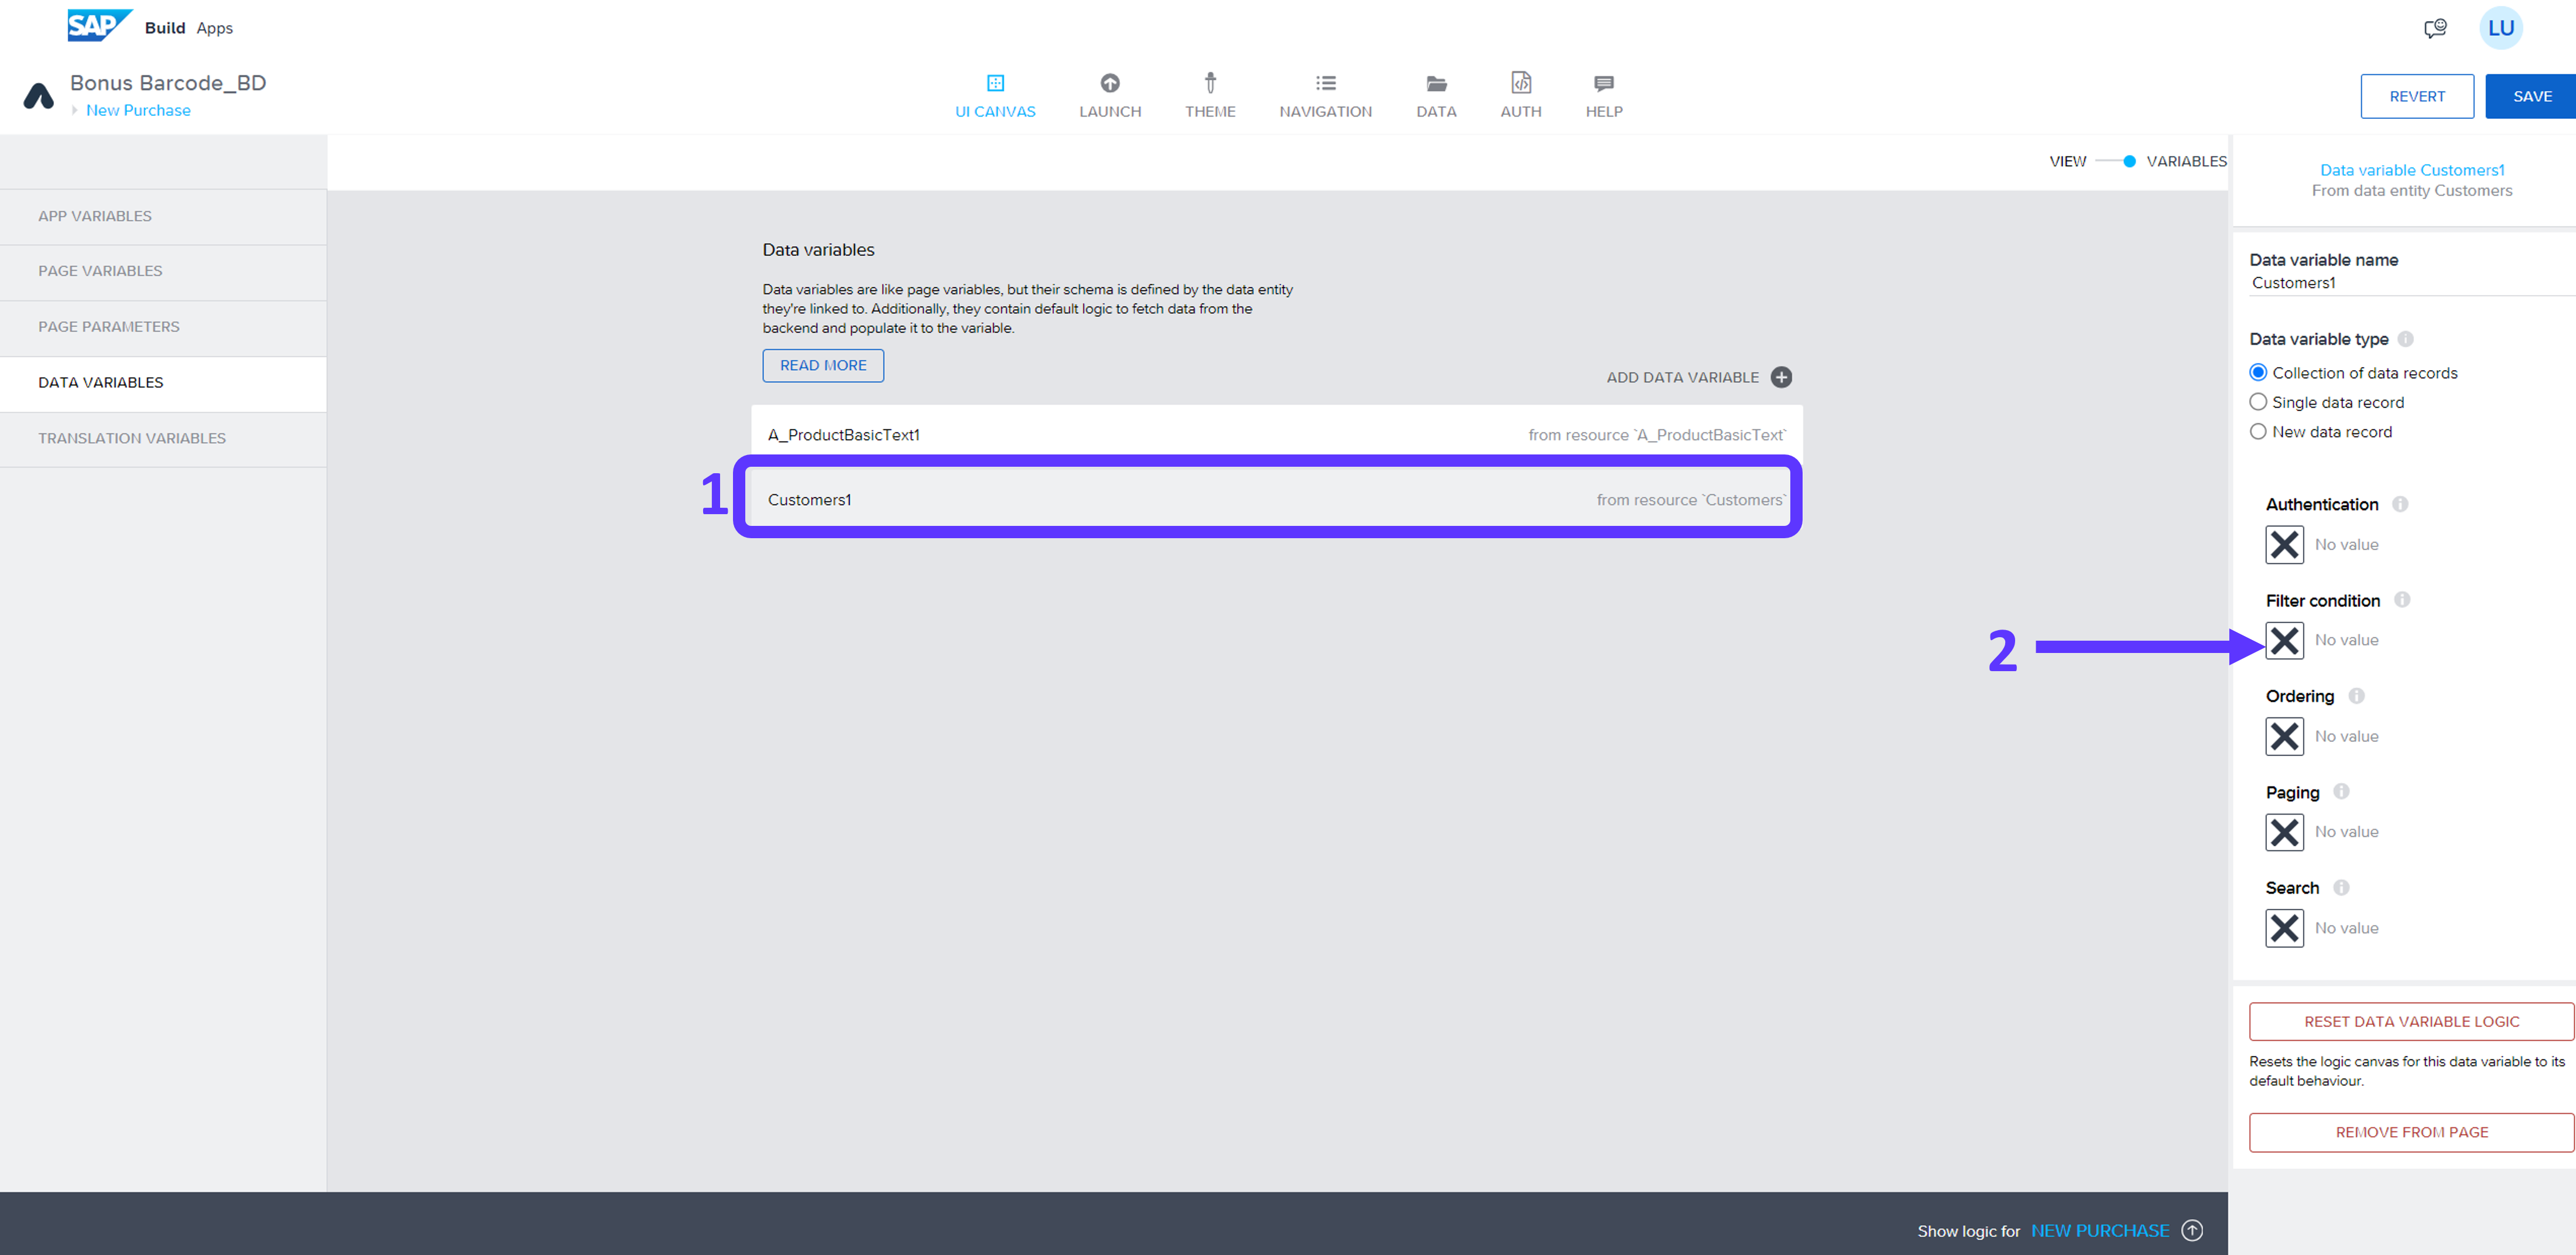 SAP Build Apps
LU
Bonus Barcode_BD
New Purchase
UI CANVAS
LAUNCH
THEME
NAVIGATION
DATA
AUTH
HELP
REVERT
SAVE
VIEW
VARIABLES
APP VARIABLES
PAGE VARIABLES
PAGE PARAMETERS
DATA VARIABLES
TRANSLATION VARIABLES
Data variables
Data variables are like page variables, but their schema is defined by the data entity
they're linked to. Additionally, they contain default logic to fetch data from the
backend and populate it to the variable.
READ MORE
ADD DATA VARIABLE
A_ProductBasicText1 from resource `A_ProductBasicText`
1
Customers1 from resource `Customers`
2
Data variable Customers1
From data entity Customers
Data variable name
Customers1
Data variable type
Collection of data records
Single data record
New data record
Authentication
No value
Filter condition
No value
Ordering
No value
Paging
No value
Search
No value
RESET DATA VARIABLE LOGIC
Resets the logic canvas for this data variable to its
default behaviour.
REMOVE FROM PAGE
Show logic for NEW PURCHASE